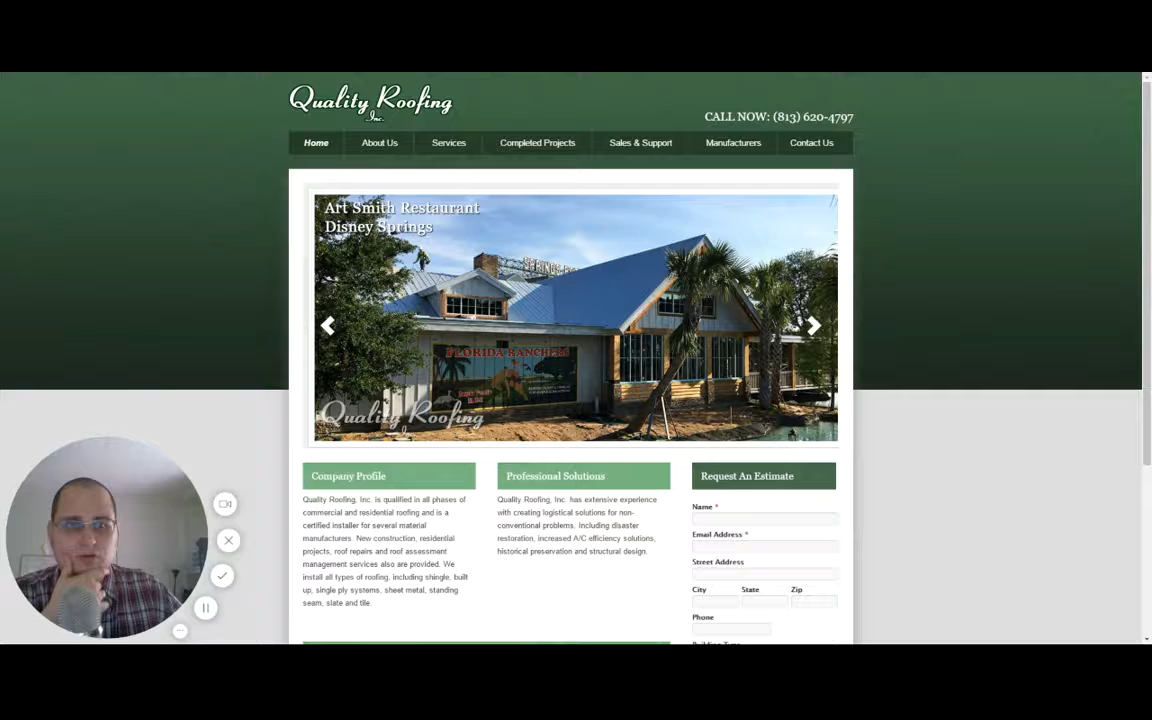 Quality Roofing
Inc.
CALL NOW: (813) 620-4797
Home
About Us
Services
Completed Projects
Sales & Support
Manufacturers
Contact Us
Art Smith Restaurant
Disney Springs
FLORIDA RANCHERS
Quality Roofing
Company Profile
Quality Roofing, Inc. is qualified in all phases of
commercial and residential roofing and is a
certified installer for several material
manufacturers. New construction, residential
projects, roof repairs and roof assessment
management services also are provided. We
install all types of roofing, including shingle, built
up, single ply systems, sheet metal, standing
seam, slate and tile.
Professional Solutions
Quality Roofing, Inc. has extensive experience
with creating logistical solutions for non-
conventional problems. Including disaster
restoration, increased A/C efficiency solutions,
historical preservation and structural design.
Request An Estimate
Name *
Email Address *
Street Address
City State Zip
Phone